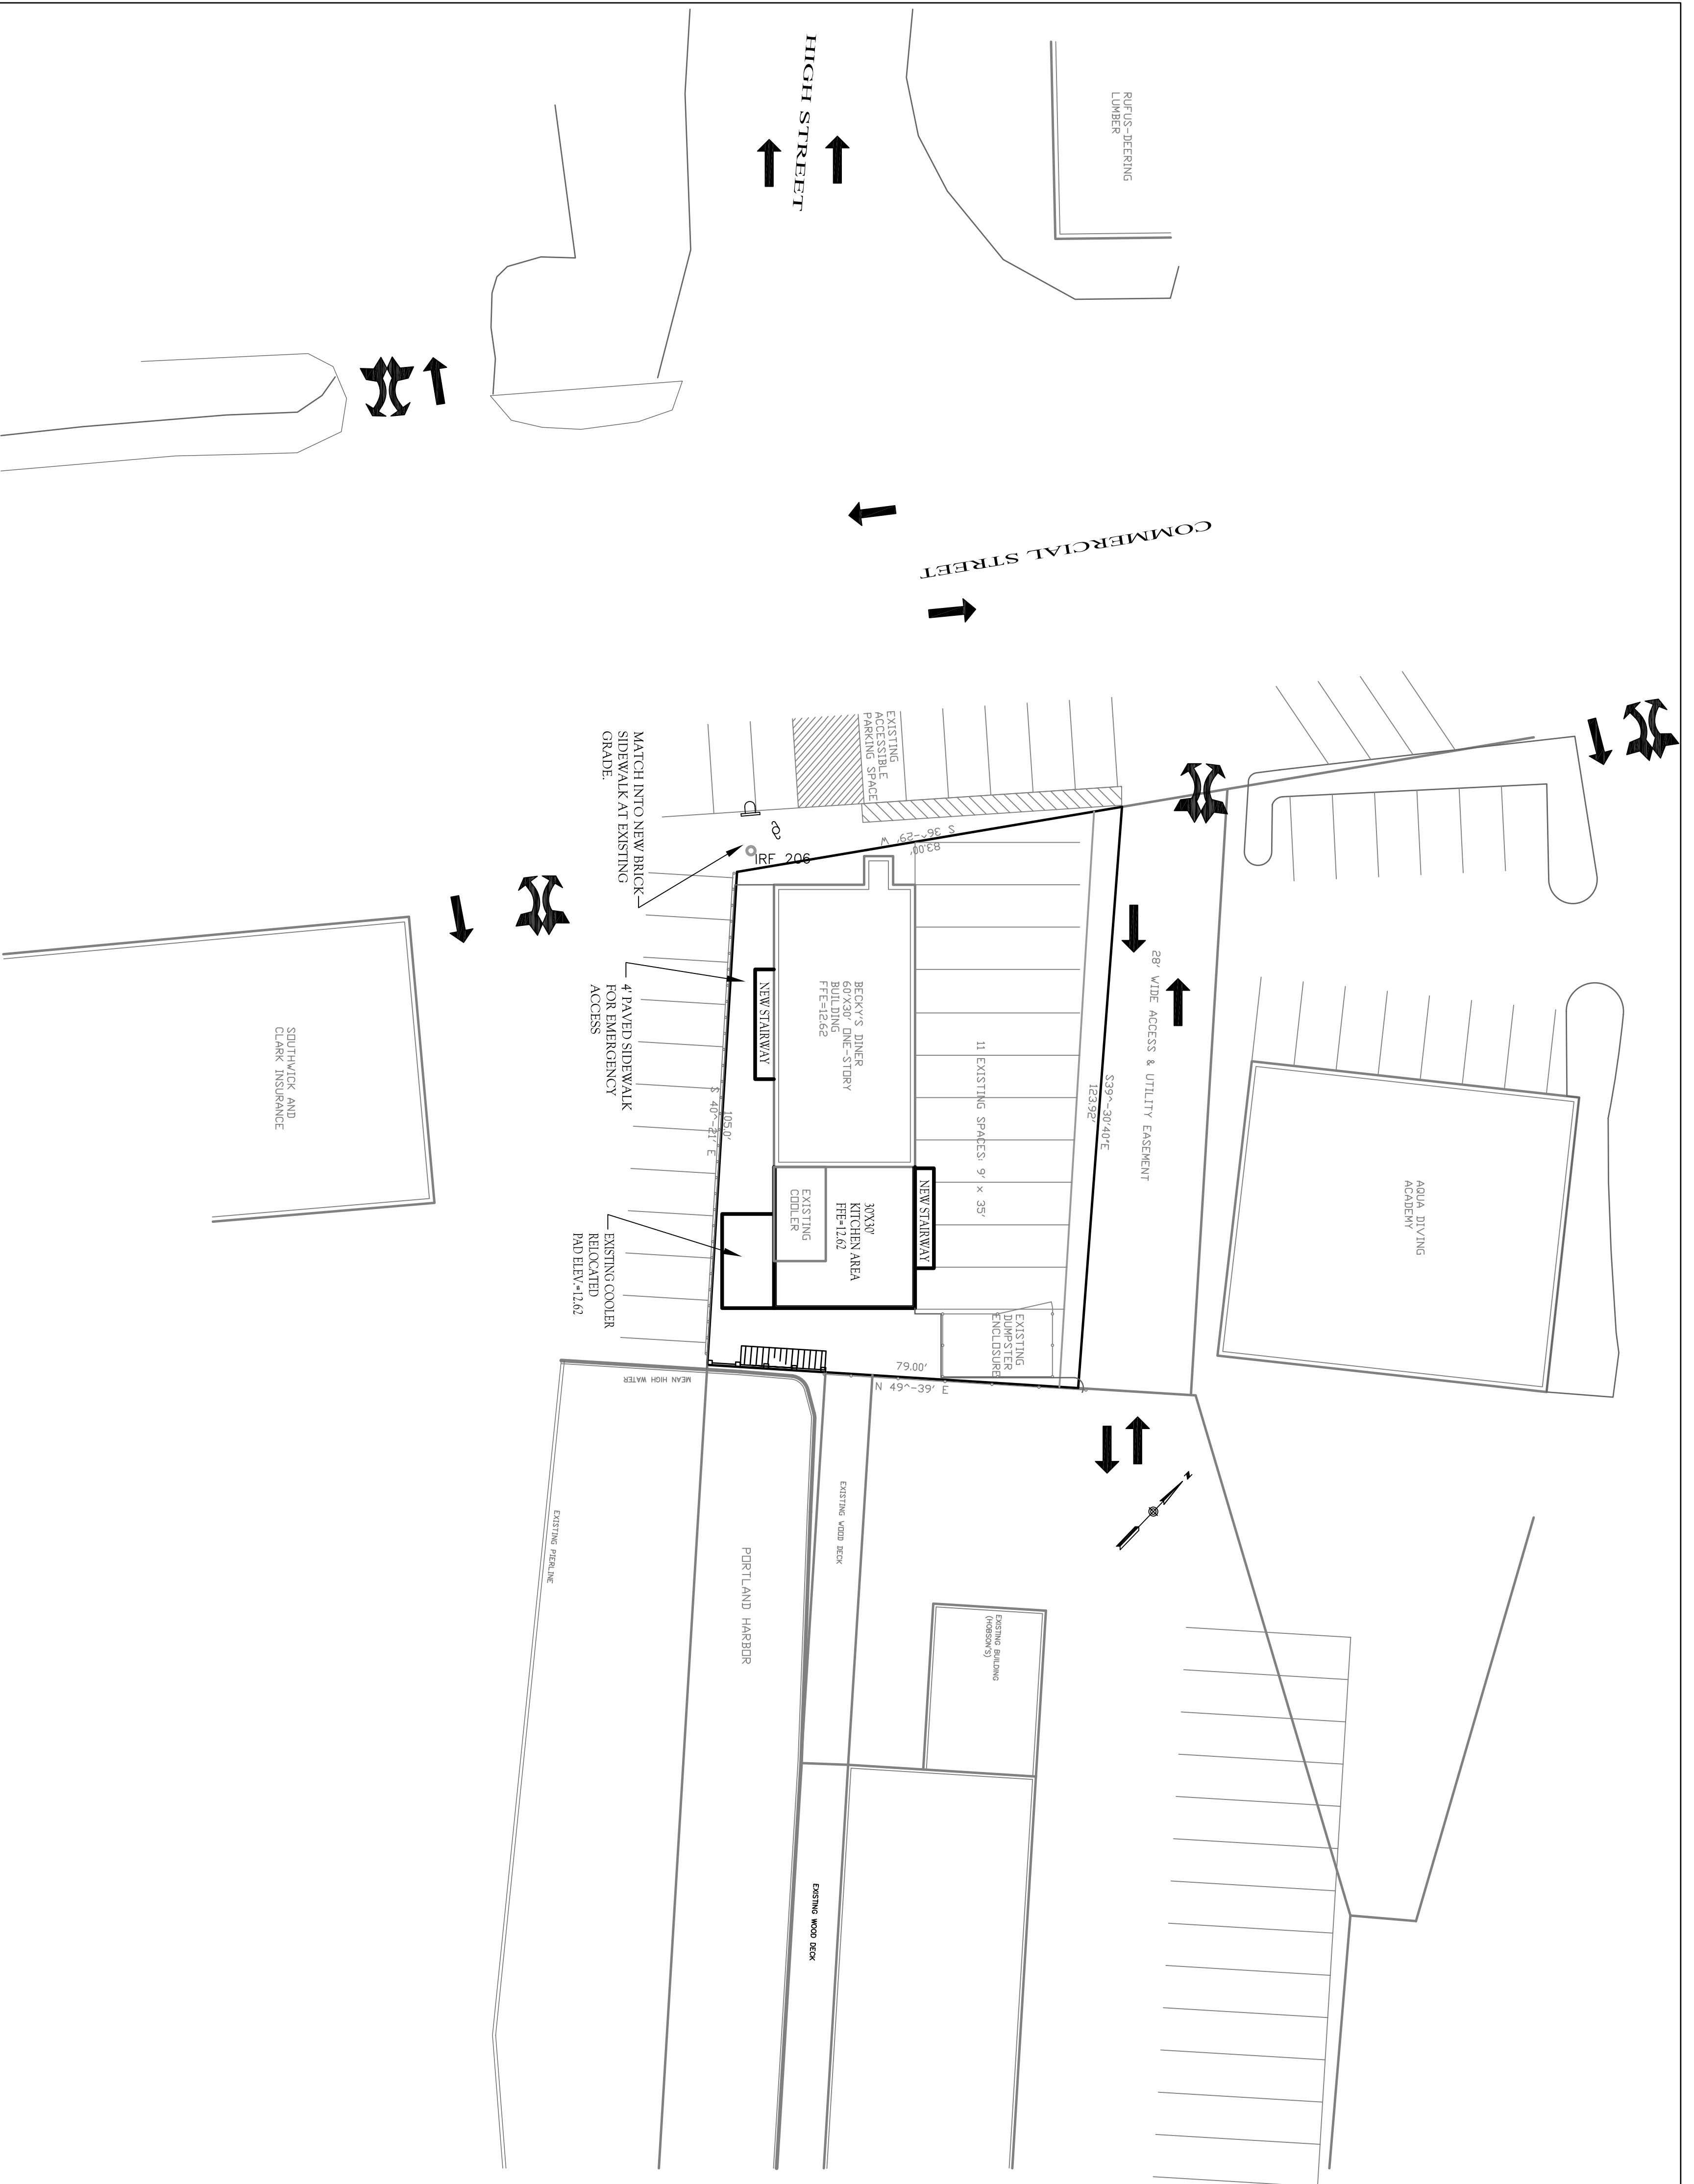 HIGH STREET
RUFUS-DEERING
LUMBER
COMMERCIAL STREET
EXISTING
ACCESSIBLE
PARKING SPACE
MATCH INTO NEW BRICK
SIDEWALK AT EXISTING
GRADE.
IRF 206
S 36^-29' W
83.00'
28' WIDE ACCESS & UTILITY EASEMENT
S39^-30'40"E
123.92'
11 EXISTING SPACES: 9' x 35'
BECKY'S DINER
60'X30' ONE-STORY
BUILDING
FFE=12.62
NEW STAIRWAY
4' PAVED SIDEWALK
FOR EMERGENCY
ACCESS
105.0'
S 40^-21' E
SOUTHWICK AND
CLARK INSURANCE
AQUA DIVING
ACADEMY
NEW STAIRWAY
30'X30'
KITCHEN AREA
FFE=12.62
EXISTING
COOLER
EXISTING COOLER
RELOCATED
PAD ELEV.=12.62
EXISTING
DUMPSTER
ENCLOSURE
79.00'
N 49^-39' E
MEAN HIGH WATER
N
EXISTING WOOD DECK
EXISTING PIERLINE
PORTLAND HARBOR
EXISTING BUILDING
(HOBSON'S)
EXISTING WOOD DECK